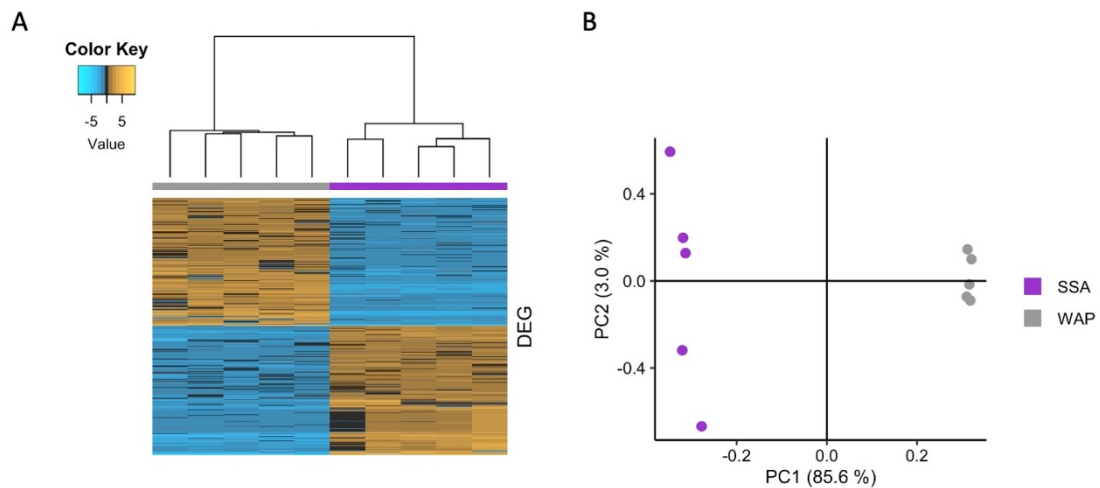 A
Color Key
-5 5
Value
DEG
B
0.4
0.0
-0.4
PC2 (3.0 %)
-0.2 0.0 0.2
PC1 (85.6 %)
SSA
WAP